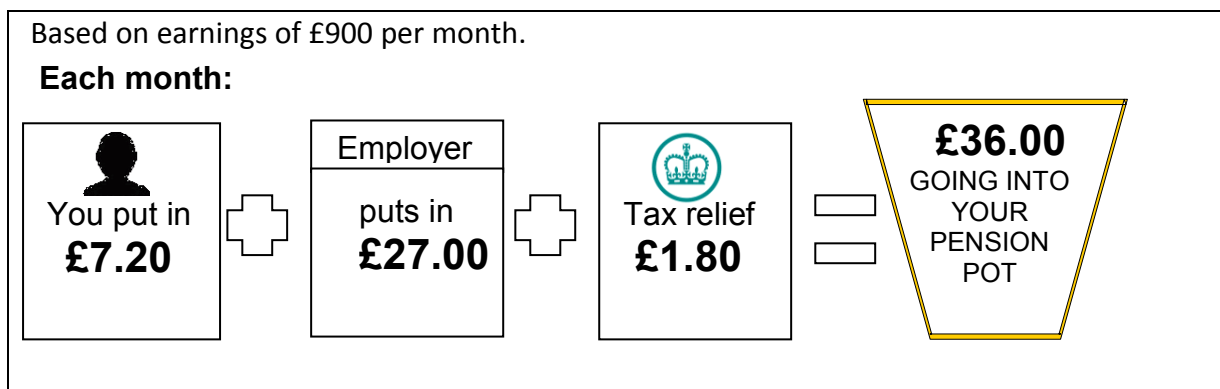 Based on earnings of £900 per month.
Each month:
You put in
£7.20
Employer
puts in
£27.00
Tax relief
£1.80
£36.00
GOING INTO
YOUR
PENSION
POT